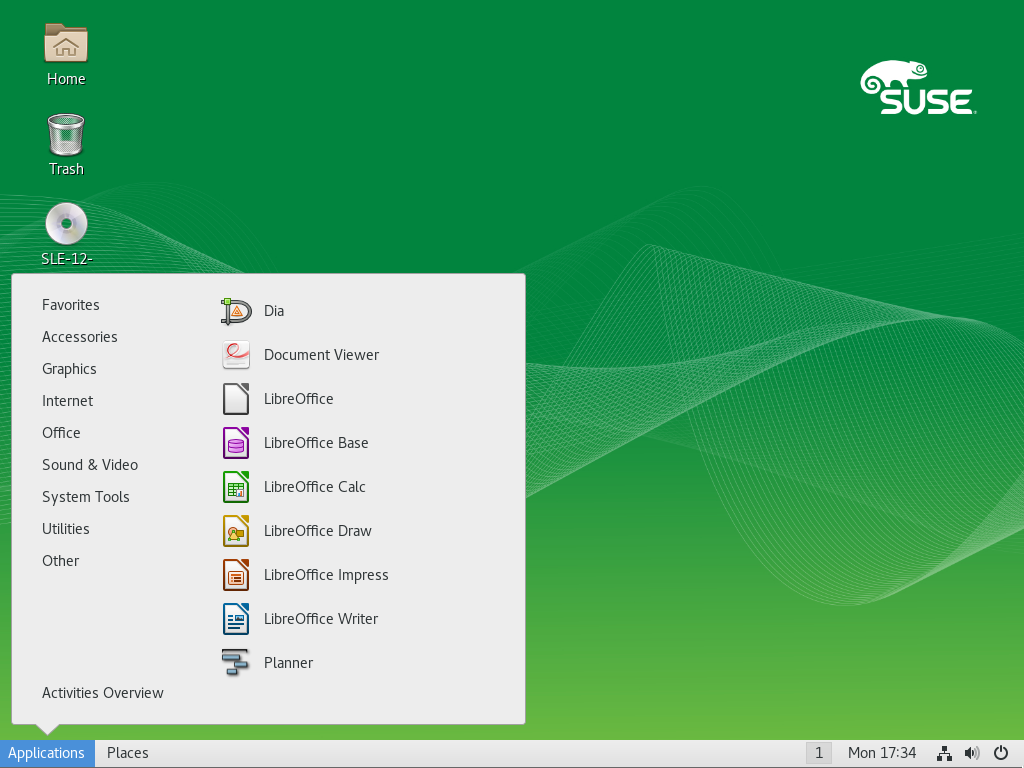 Home
Trash
SLE-12-
SUSE
Favorites
Accessories
Graphics
Internet
Office
Sound & Video
System Tools
Utilities
Other
Activities Overview
Dia
Document Viewer
LibreOffice
LibreOffice Base
LibreOffice Calc
LibreOffice Draw
LibreOffice Impress
LibreOffice Writer
Planner
Applications Places 1 Mon 17:34